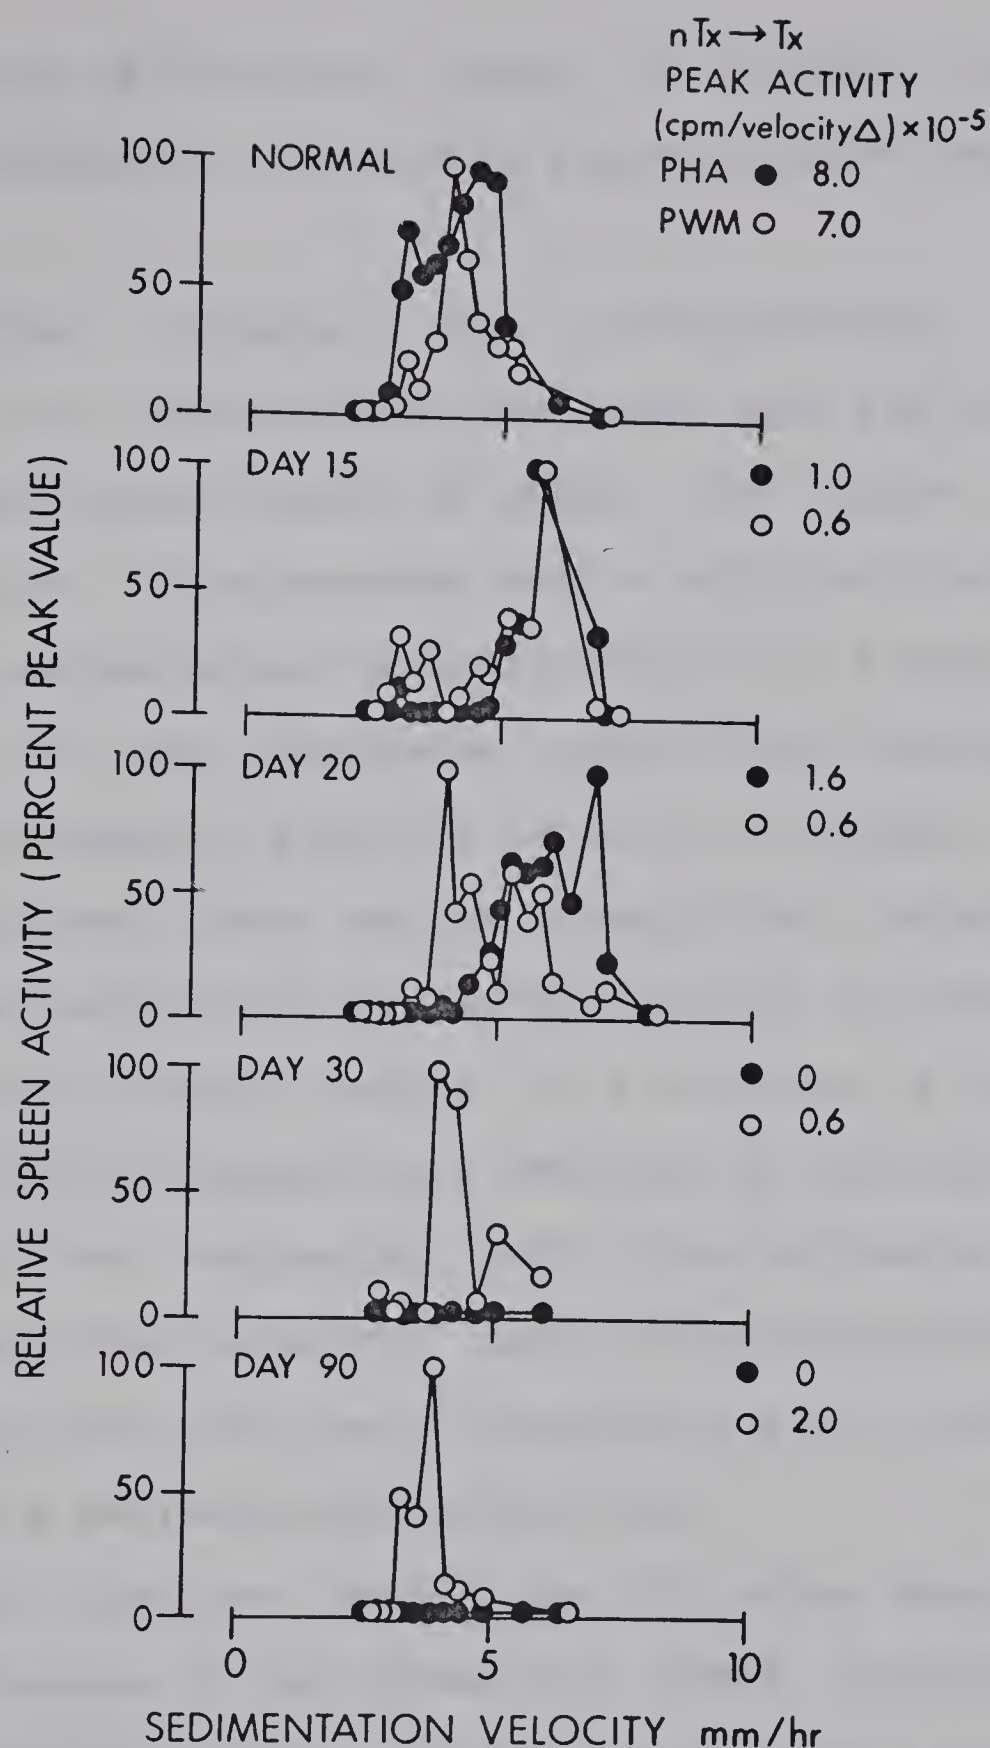 nTx → Tx
PEAK ACTIVITY
(cpm/velocity Δ) × 10⁻⁵
PHA ● 8.0
PWM ○ 7.0
NORMAL
100
50
0
DAY 15
● 1.0
○ 0.6
100
50
0
DAY 20
● 1.6
○ 0.6
100
50
0
DAY 30
● 0
○ 0.6
100
50
0
DAY 90
● 0
○ 2.0
100
50
0
0 5 10
SEDIMENTATION VELOCITY mm/hr
RELATIVE SPLEEN ACTIVITY (PERCENT PEAK VALUE)